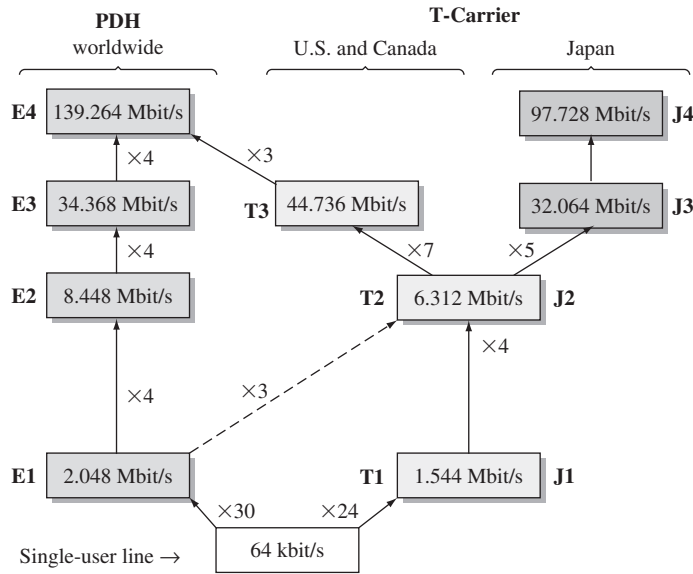 PDH
T-Carrier
worldwide
U.S. and Canada
Japan
E4 139.264 Mbit/s
97.728 Mbit/s J4
×4
×3
E3 34.368 Mbit/s
T3 44.736 Mbit/s
32.064 Mbit/s J3
×4
×7
×5
E2 8.448 Mbit/s
T2 6.312 Mbit/s J2
×4
×3
×4
E1 2.048 Mbit/s
T1 1.544 Mbit/s J1
×30
×24
Single-user line →
64 kbit/s